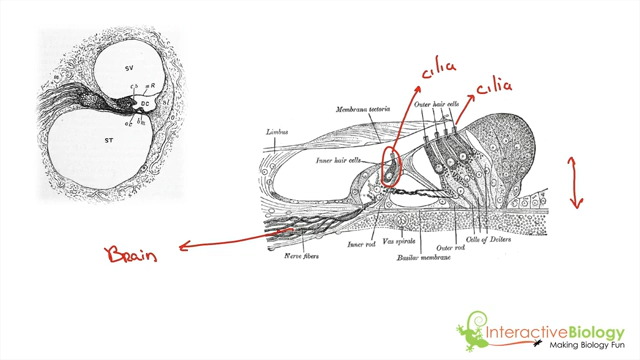 SV
DC
ST
cilia
cilia
Membrana tectoria
Outer hair cells
Limbus
Inner hair cells
Nerve fibers
Inner rod
Vas spirale
Basilar membrane
Outer rod
Cells of Deiters
Brain
InteractiveBiology
Making Biology Fun